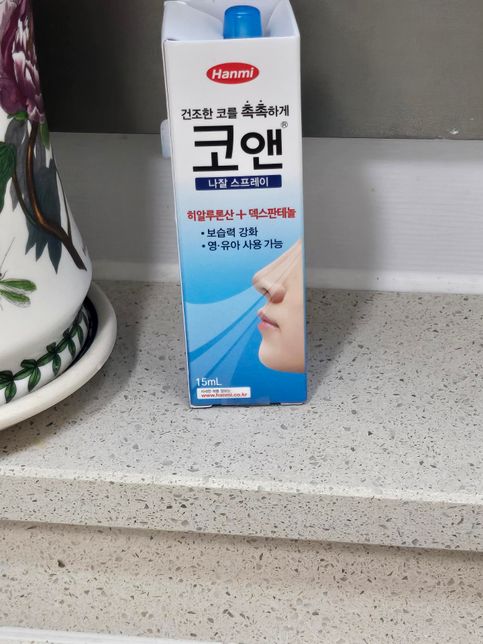 Hanmi
건조한 코를 촉촉하게
코앤®
나잘 스프레이
히알루론산 + 덱스판테놀
• 보습력 강화
• 영·유아 사용 가능
15mL
www.hanmi.co.kr